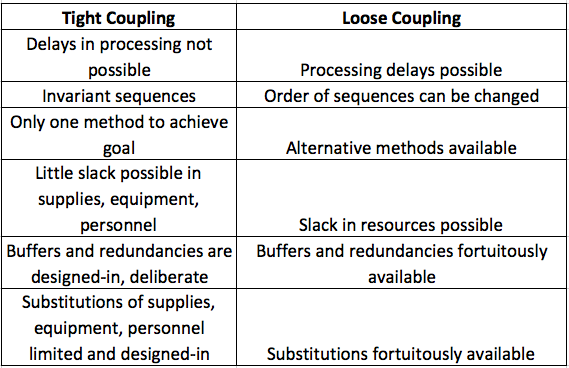 Tight Coupling
Loose Coupling
Delays in processing not
possible
Processing delays possible
Invariant sequences
Order of sequences can be changed
Only one method to achieve
goal
Alternative methods available
Little slack possible in
supplies, equipment,
personnel
Slack in resources possible
Buffers and redundancies are
designed-in, deliberate
Buffers and redundancies fortuitously
available
Substitutions of supplies,
equipment, personnel
limited and designed-in
Substitutions fortuitously available